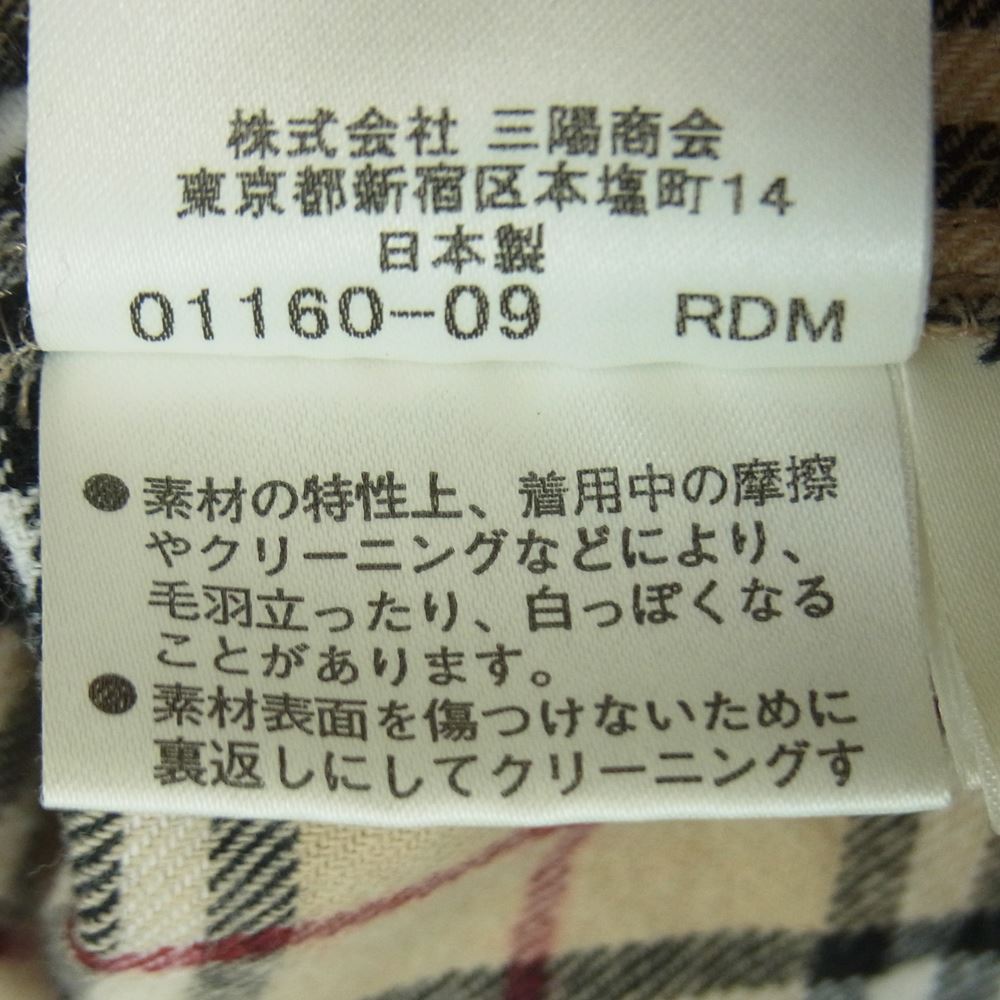 株式会社 三陽商会
東京都新宿区本塩町14
日本製
01160-09 RDM
●素材の特性上、着用中の摩擦
やクリーニングなどにより、
毛羽立ったり、白っぽくなる
ことがあります。
●素材表面を傷つけないために
裏返しにしてクリーニングす